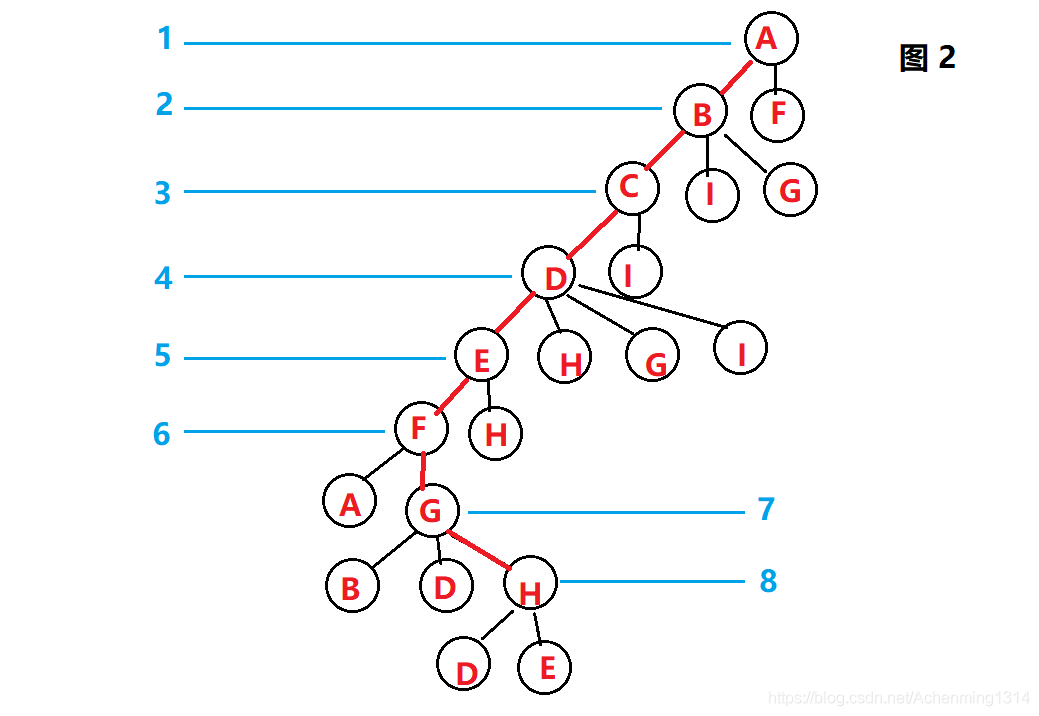 1 A 图 2
2 B F
3 C I G
4 D I
5 E H G I
6 F H
A G 7
B D H 8
D E
https://blog.csdn.net/Achenming1314